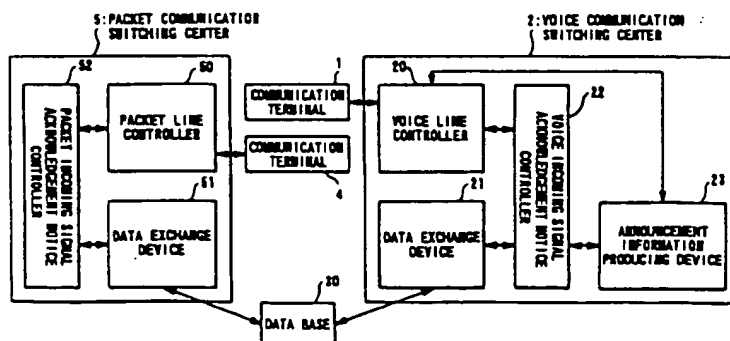 5:PACKET COMMUNICATION
SWITCHING CENTER
2:VOICE COMMUNICATION
SWITCHING CENTER
52
PACKET INCOMING SIGNAL
ACKNOWLEDGEMENT NOTICE
CONTROLLER
50
PACKET LINE
CONTROLLER
51
DATA EXCHANGE
DEVICE
1
COMMUNICATION
TERMINAL
COMMUNICATION
TERMINAL
4
20
VOICE LINE
CONTROLLER
21
DATA EXCHANGE
DEVICE
22
VOICE INCOMING SIGNAL
ACKNOWLEDGEMENT NOTICE
CONTROLLER
23
ANNOUNCEMENT
INFORMATION
PRODUCING DEVICE
30
DATA BASE